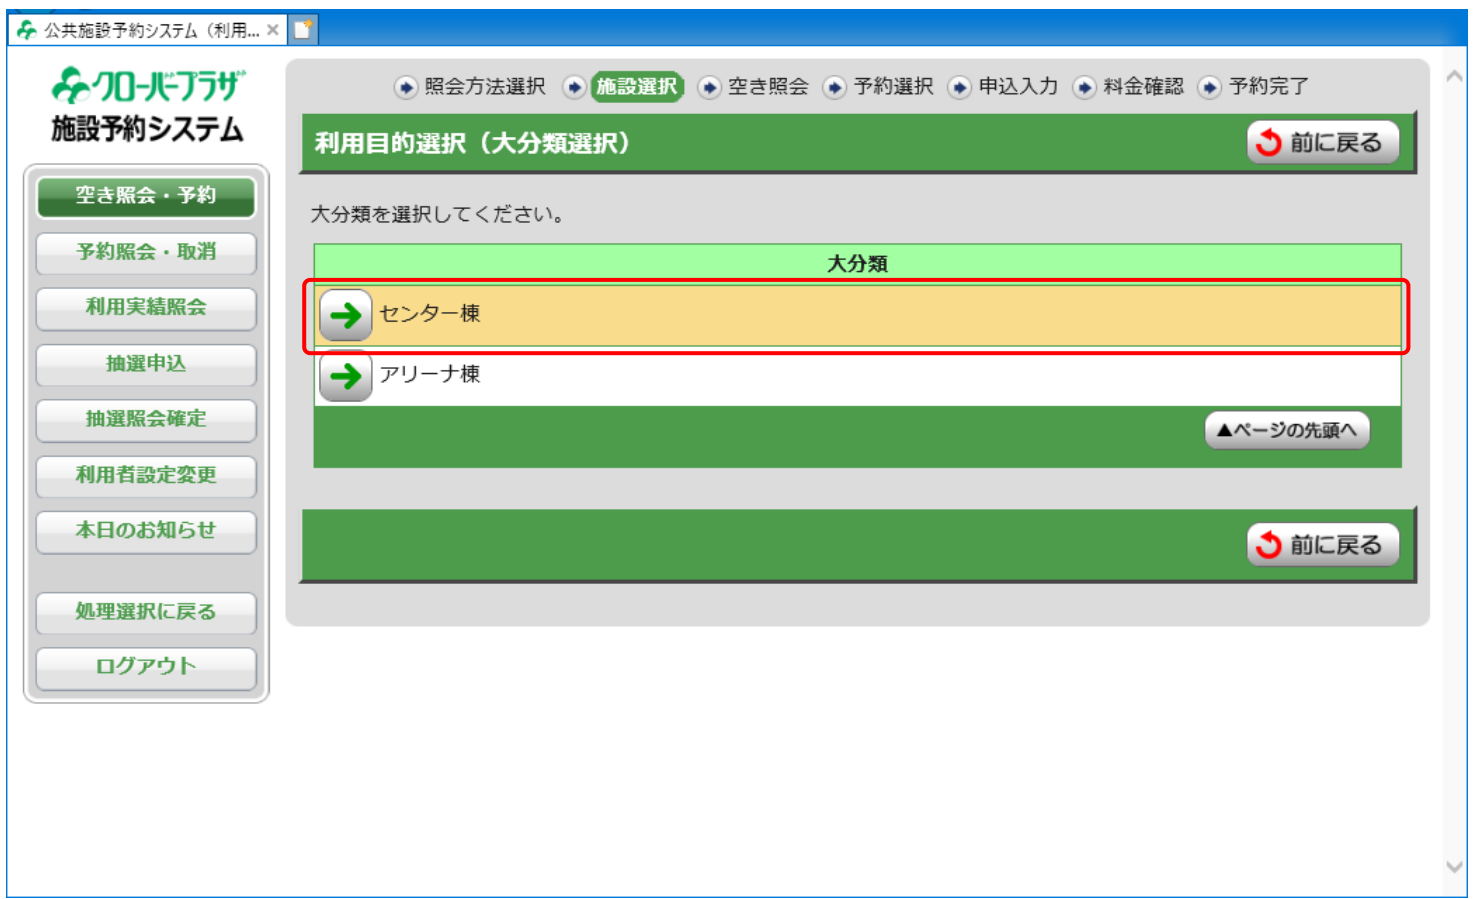 公共施設予約システム（利用...
クローバープラザ
施設予約システム
空き照会・予約
予約照会・取消
利用実績照会
抽選申込
抽選照会確定
利用者設定変更
本日のお知らせ
処理選択に戻る
ログアウト
照会方法選択 施設選択 空き照会 予約選択 申込入力 料金確認 予約完了
利用目的選択（大分類選択） 前に戻る
大分類を選択してください。
大分類
センター棟
アリーナ棟
▲ページの先頭へ
前に戻る